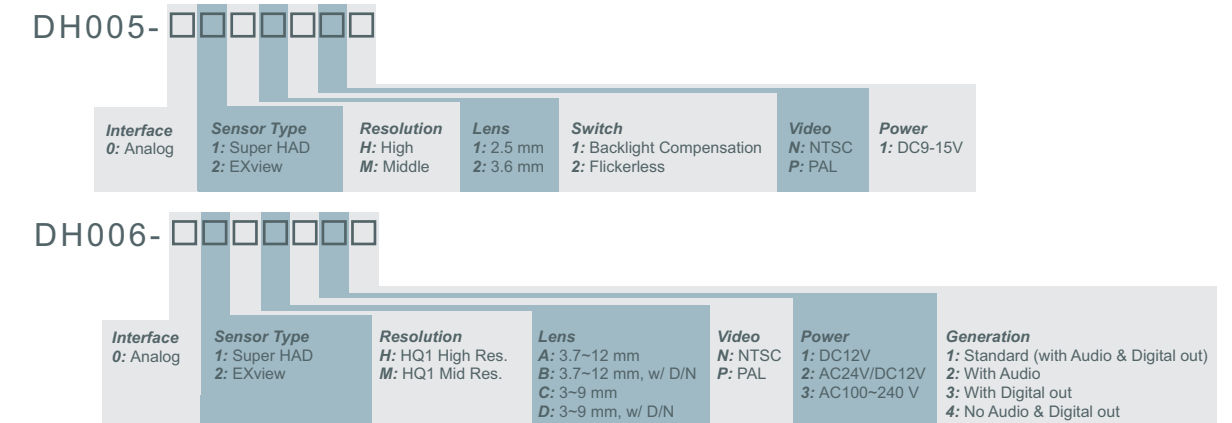 DH005-
Interface
0: Analog
Sensor Type
1: Super HAD
2: EXview
Resolution
H: High
M: Middle
Lens
1: 2.5 mm
2: 3.6 mm
Switch
1: Backlight Compensation
2: Flickerless
Video
N: NTSC
P: PAL
Power
1: DC9-15V
DH006-
Interface
0: Analog
Sensor Type
1: Super HAD
2: EXview
Resolution
H: HQ1 High Res.
M: HQ1 Mid Res.
Lens
A: 3.7~12 mm
B: 3.7~12 mm, w/ D/N
C: 3~9 mm
D: 3~9 mm, w/ D/N
Video
N: NTSC
P: PAL
Power
1: DC12V
2: AC24V/DC12V
3: AC100~240 V
Generation
1: Standard (with Audio & Digital out)
2: With Audio
3: With Digital out
4: No Audio & Digital out